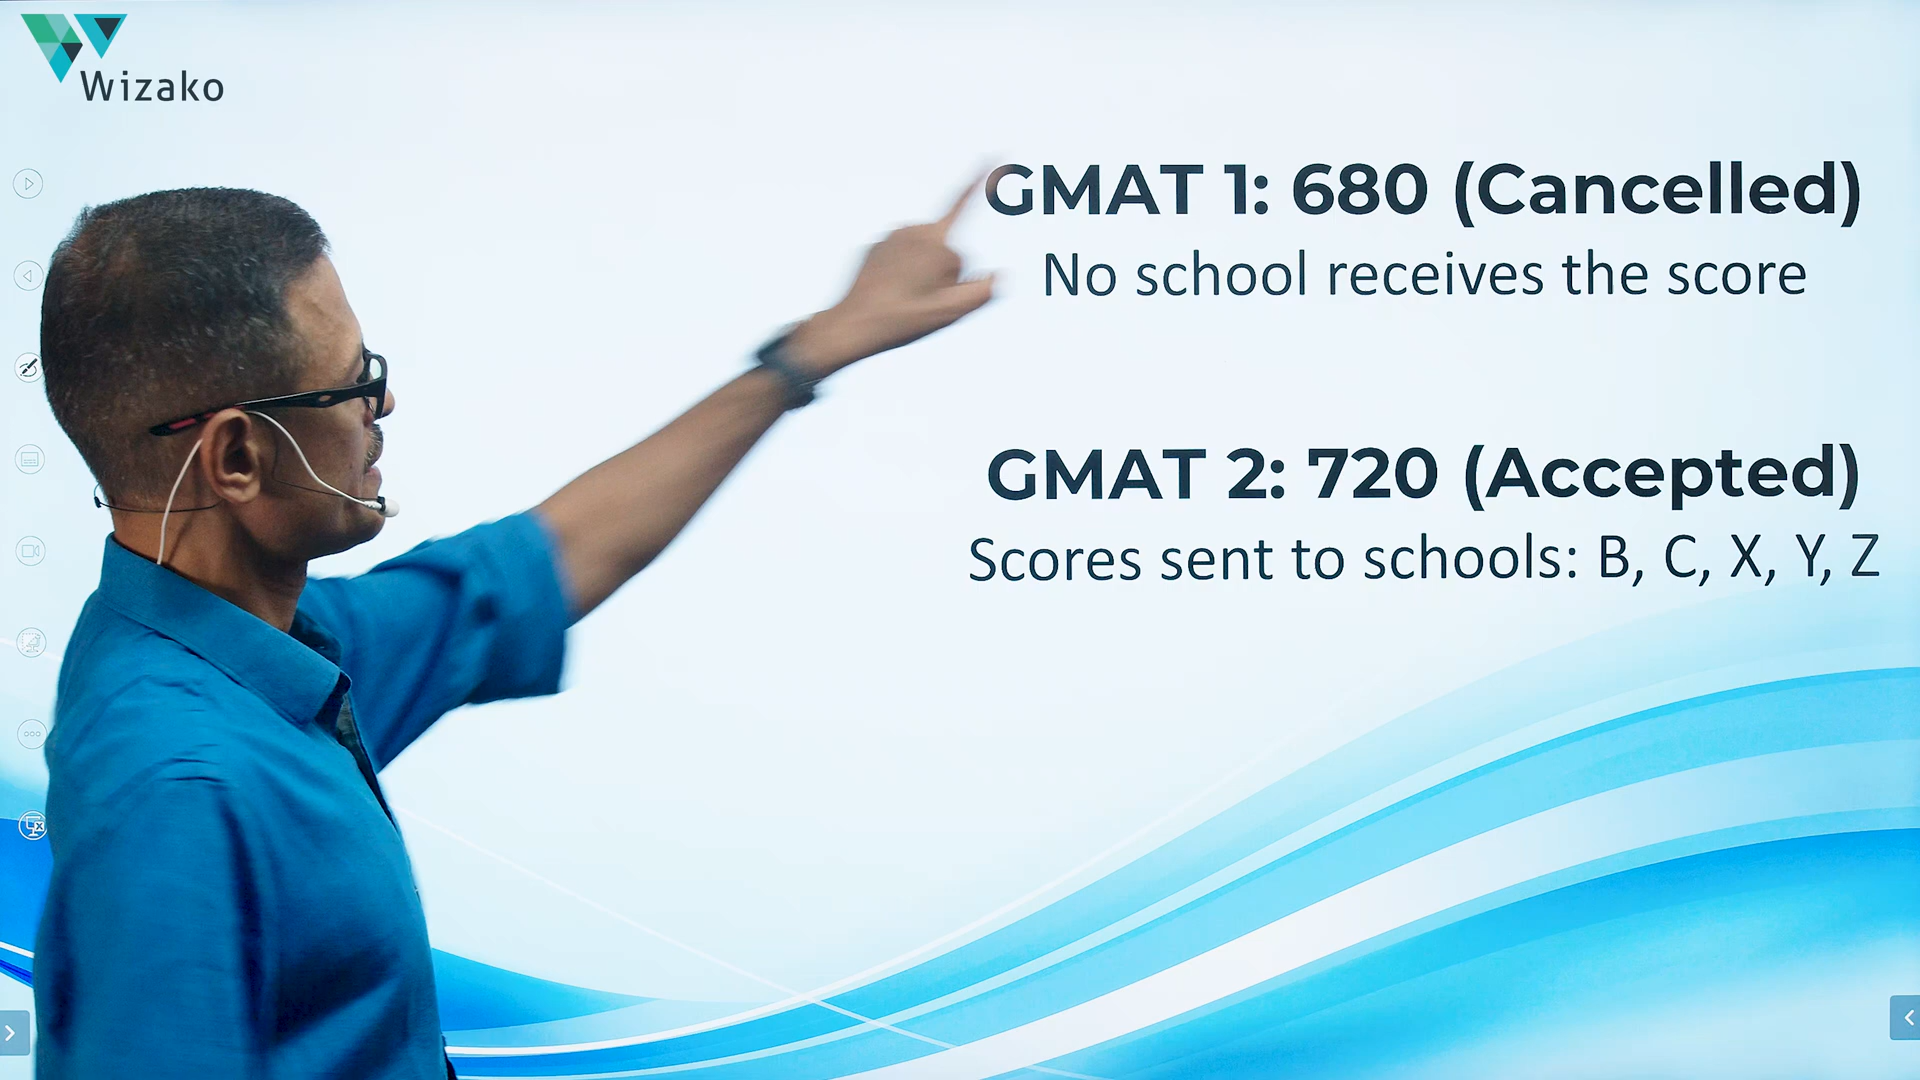 Wizako
GMAT 1: 680 (Cancelled)
No school receives the score
GMAT 2: 720 (Accepted)
Scores sent to schools: B, C, X, Y, Z